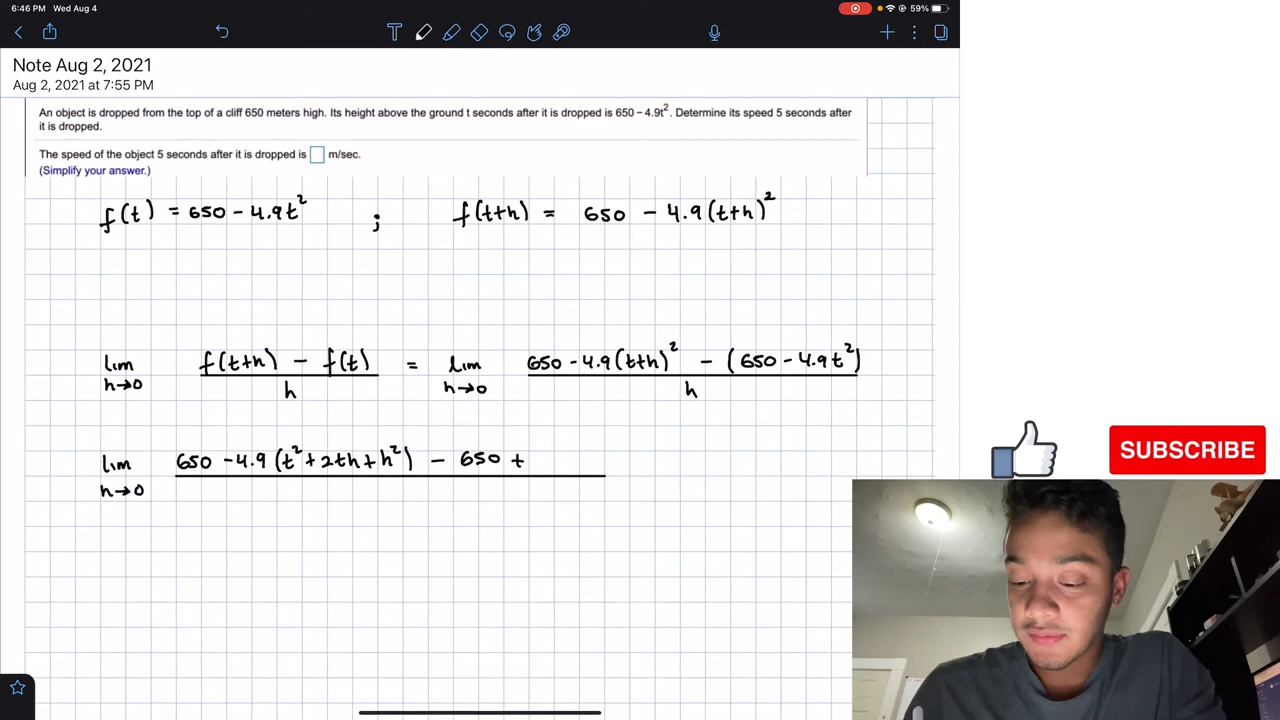 6:46 PM Wed Aug 4 59%
T
Note Aug 2, 2021
Aug 2, 2021 at 7:55 PM
An object is dropped from the top of a cliff 650 meters high. Its height above the ground t seconds after it is dropped is 650 − 4.9t². Determine its speed 5 seconds after
it is dropped.
The speed of the object 5 seconds after it is dropped is m/sec.
(Simplify your answer.)
f(t) = 650 − 4.9t² ; f(t+h) = 650 − 4.9(t+h)²
lim h→0 f(t+h) − f(t) / h = lim h→0 650 − 4.9(t+h)² − (650 − 4.9t²) / h
lim h→0 650 − 4.9(t² + 2th + h²) − 650 +
SUBSCRIBE